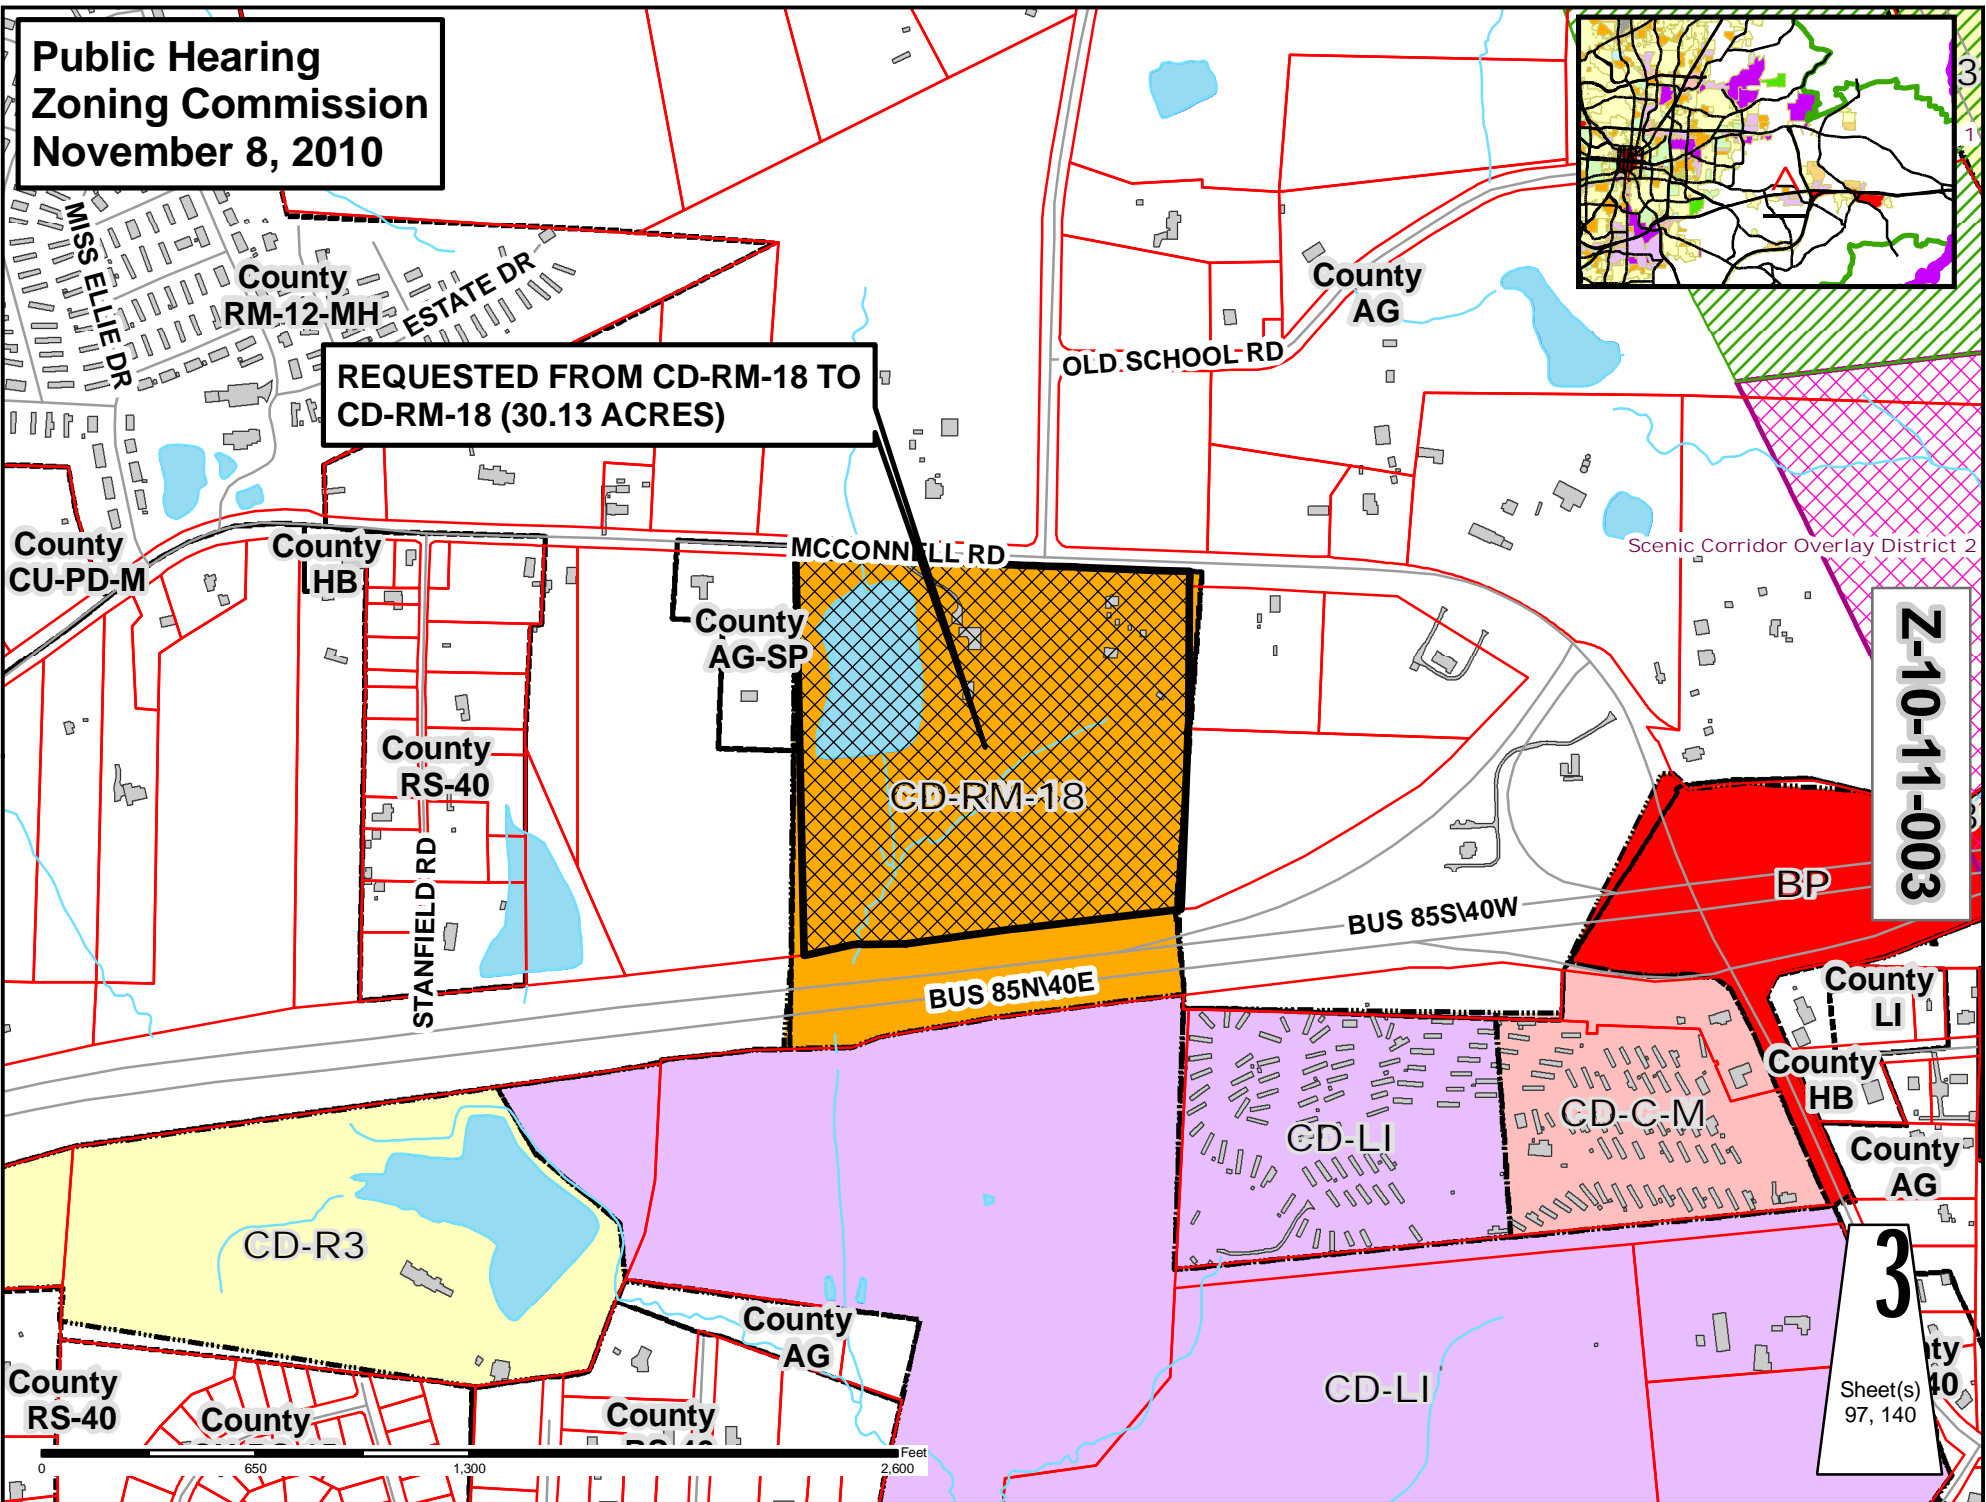 Public Hearing
Zoning Commission
November 8, 2010
3
1
MISS ELLIE DR
County
RM-12-MH
ESTATE DR
County
AG
OLD SCHOOL RD
REQUESTED FROM CD-RM-18 TO
CD-RM-18 (30.13 ACRES)
Scenic Corridor Overlay District 2
County
CU-PD-M
County
HB
MCCONNELL RD
County
AG-SP
Z-10-11-003
County
RS-40
CD-RM-18
STANFIELD RD
BP
BUS 85S\40W
BUS 85N\40E
County
LI
County
HB
CD-LI
CD-C-M
County
AG
CD-R3
3
County
AG
County
RS-40
County
County
CD-LI
Sheet(s)
97, 140
Feet
0
650
1,300
2,600